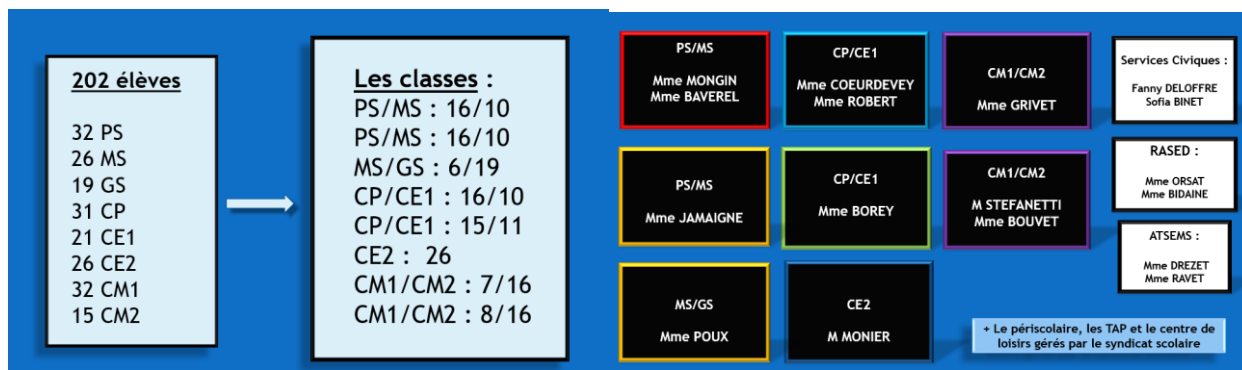 202 élèves
32 PS
26 MS
19 GS
31 CP
21 CE1
26 CE2
32 CM1
15 CM2
Les classes :
PS/MS : 16/10
PS/MS : 16/10
MS/GS : 6/19
CP/CE1 : 16/10
CP/CE1 : 15/11
CE2 : 26
CM1/CM2 : 7/16
CM1/CM2 : 8/16
PS/MS
Mme MONGIN
Mme BAVEREL
CP/CE1
Mme COEURDEVEY
Mme ROBERT
CM1/CM2
Mme GRIVET
Services Civiques :
Fanny DELOFFRE
Sofia BINET
PS/MS
Mme JAMAIGNE
CP/CE1
Mme BOREY
CM1/CM2
M STEFANETTI
Mme BOUVET
RASED :
Mme ORSAT
Mme BIDAINE
ATSEMS :
Mme DREZET
Mme RAVET
MS/GS
Mme POUX
CE2
M MONIER
+ Le périscolaire, les TAP et le centre de
loisirs gérés par le syndicat scolaire